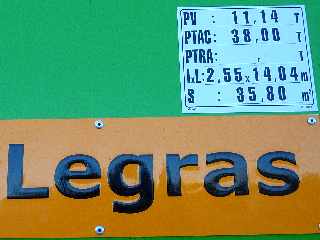 PV : 11,14 T
PTAC: 38,00 T
PTRA: , T
L.L: 2,55 x 14,04 m
S : 35,80 m²
Legras